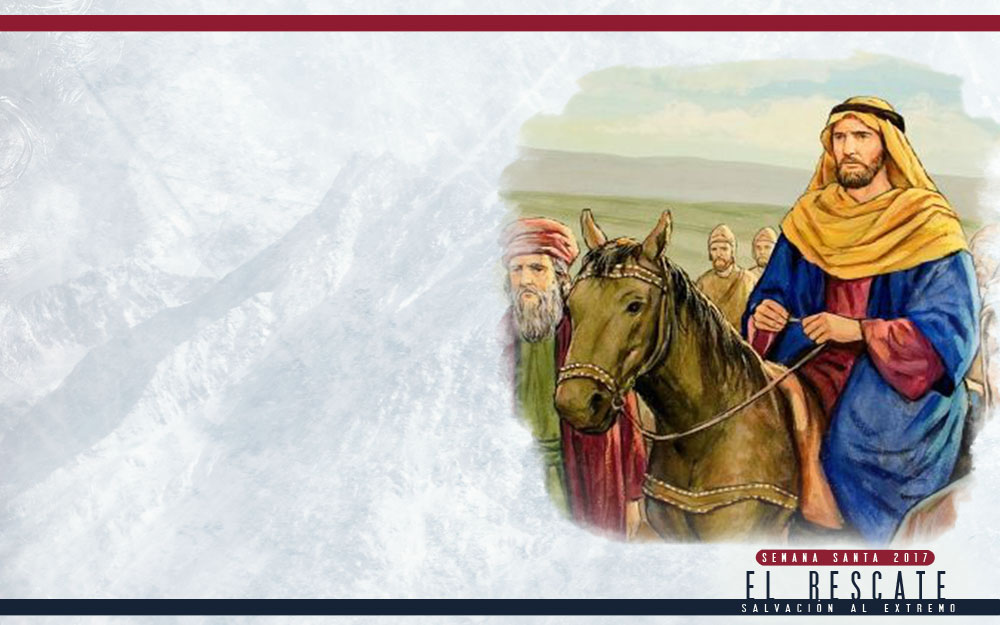 SEMANA SANTA 2017
EL RESCATE
SALVACIÓN AL EXTREMO